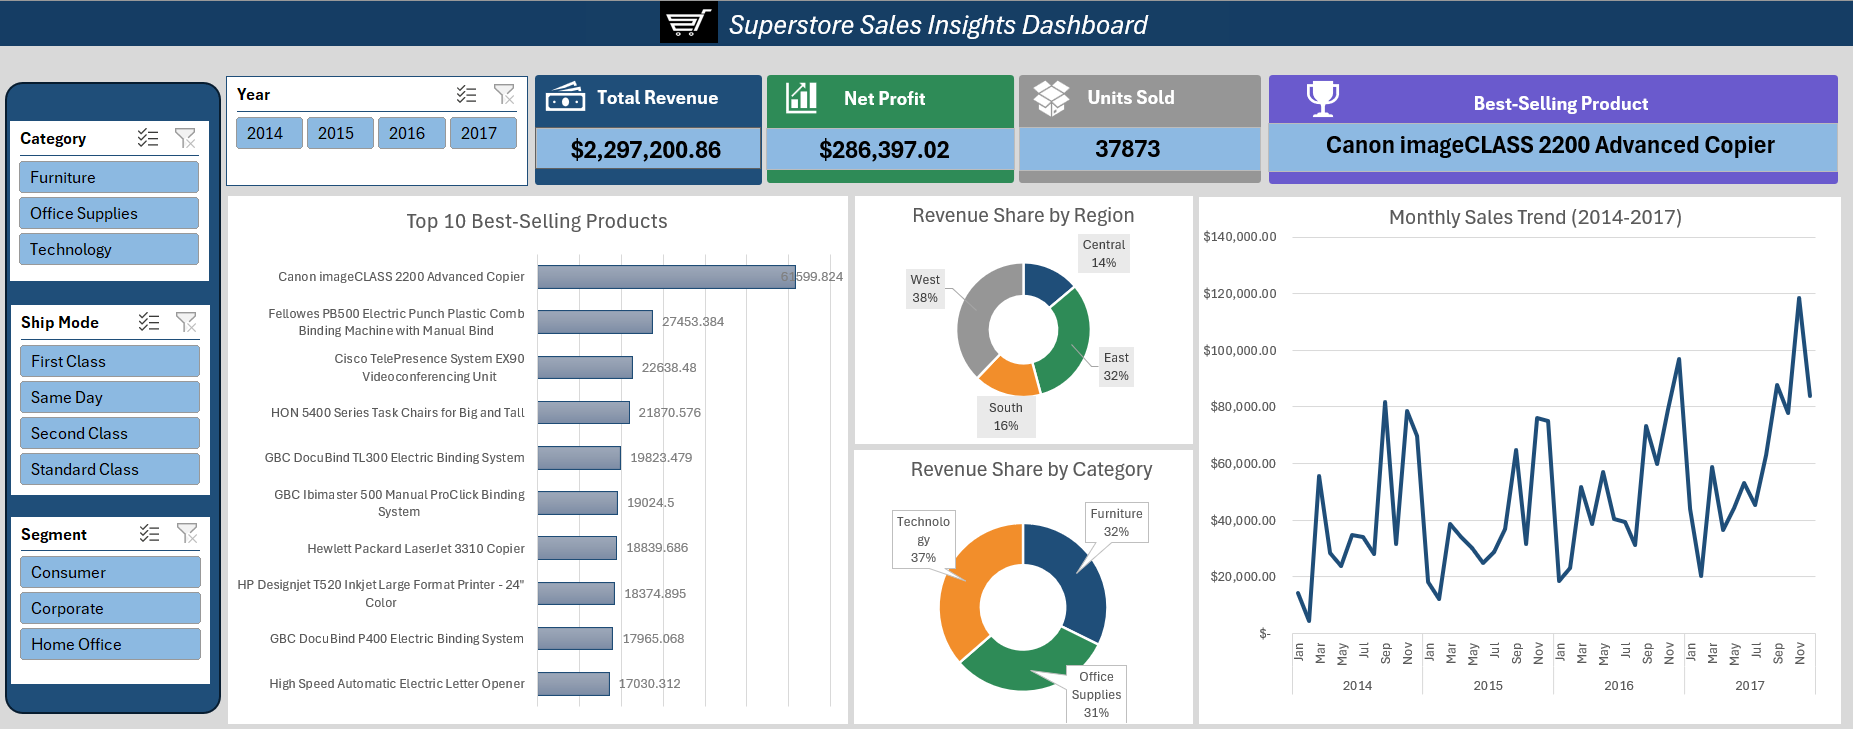 Superstore Sales Insights Dashboard
Category
Furniture
Office Supplies
Technology
Ship Mode
First Class
Same Day
Second Class
Standard Class
Segment
Consumer
Corporate
Home Office
Year
2014 2015 2016 2017
Total Revenue
$2,297,200.86
Net Profit
$286,397.02
Units Sold
37873
Best-Selling Product
Canon imageCLASS 2200 Advanced Copier
Top 10 Best-Selling Products
Canon imageCLASS 2200 Advanced Copier 61599.824
Fellowes PB500 Electric Punch Plastic Comb
Binding Machine with Manual Bind 27453.384
Cisco TelePresence System EX90
Videoconferencing Unit 22638.48
HON 5400 Series Task Chairs for Big and Tall 21870.576
GBC DocuBind TL300 Electric Binding System 19823.479
GBC Ibimaster 500 Manual ProClick Binding
System 19024.5
Hewlett Packard LaserJet 3310 Copier 18839.686
HP Designjet T520 Inkjet Large Format Printer - 24"
Color 18374.895
GBC DocuBind P400 Electric Binding System 17965.068
High Speed Automatic Electric Letter Opener 17030.312
Revenue Share by Region
Central
14%
West
38%
East
32%
South
16%
Revenue Share by Category
Furniture
32%
Technolo
gy
37%
Office
Supplies
31%
Monthly Sales Trend (2014-2017)
$140,000.00
$120,000.00
$100,000.00
$80,000.00
$60,000.00
$40,000.00
$20,000.00
$-
Jan Mar May Jul Sep Nov Jan Mar May Jul Sep Nov Jan Mar May Jul Sep Nov Jan Mar May Jul Sep Nov
2014 2015 2016 2017